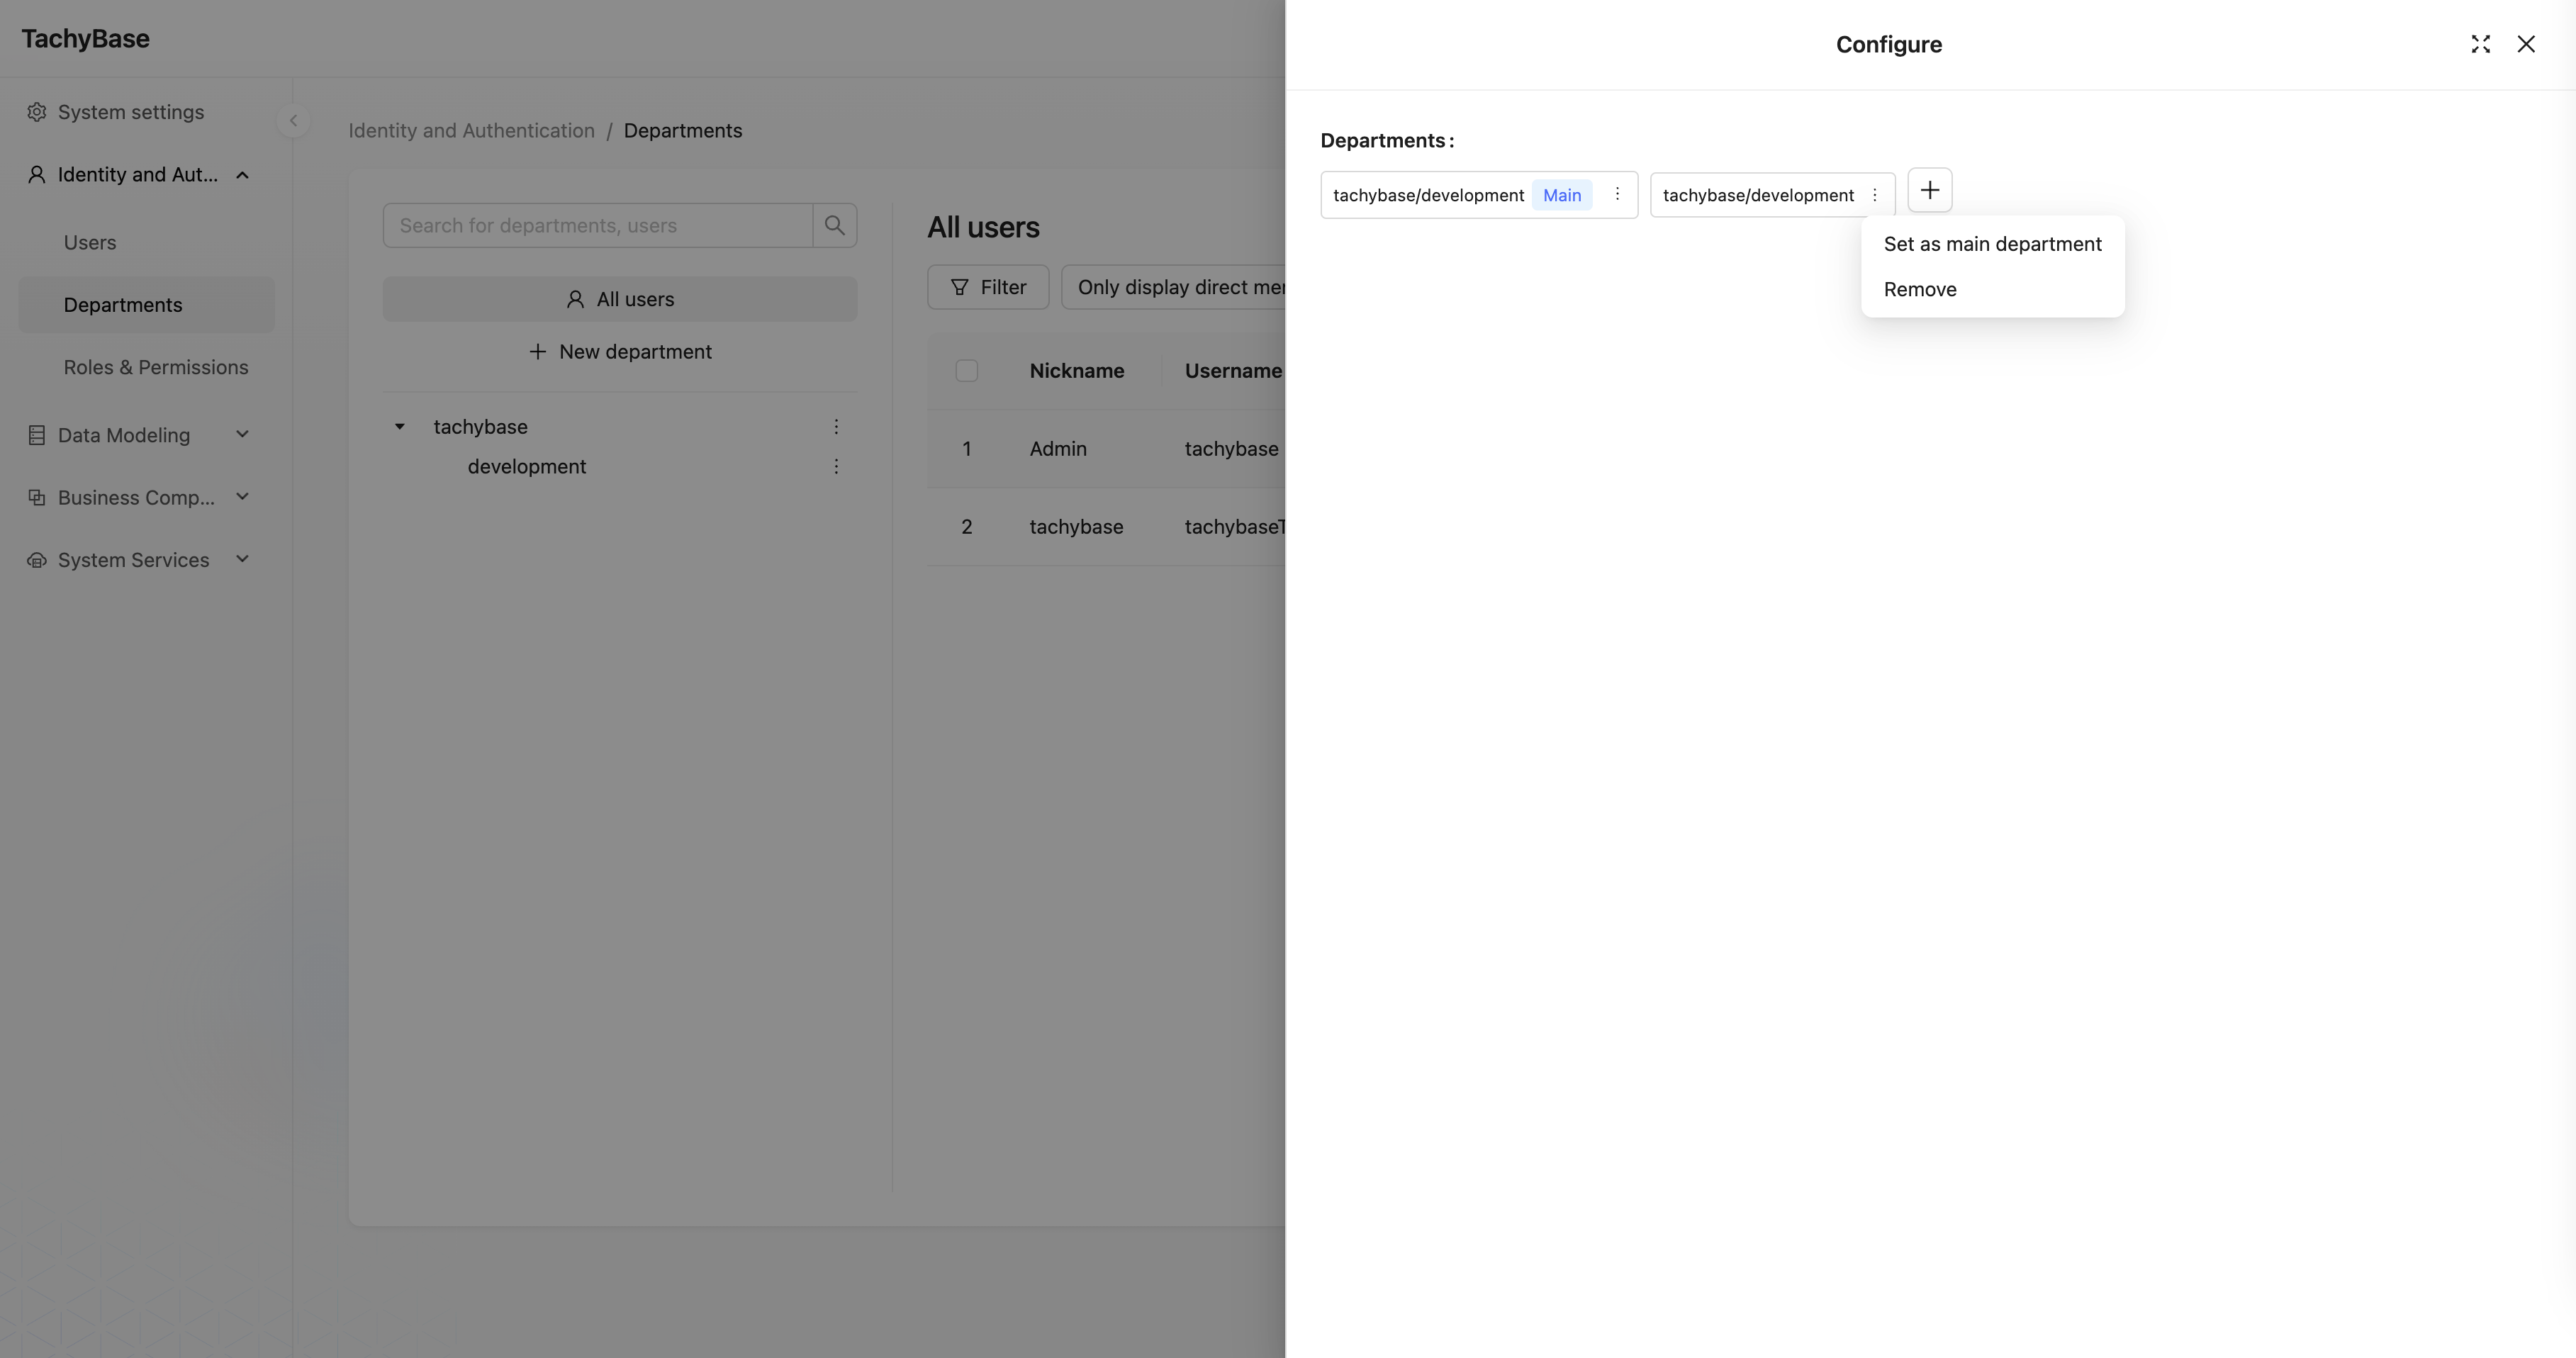 TachyBase
System settings
Identity and Aut...
Users
Departments
Roles & Permissions
Data Modeling
Business Comp...
System Services
Identity and Authentication / Departments
Search for departments, users
All users
New department
tachybase
development
All users
Filter
Only display direct mer
Nickname Username
1 Admin tachybase
2 tachybase tachybaseT
Configure
Departments:
tachybase/development Main
tachybase/development
Set as main department
Remove